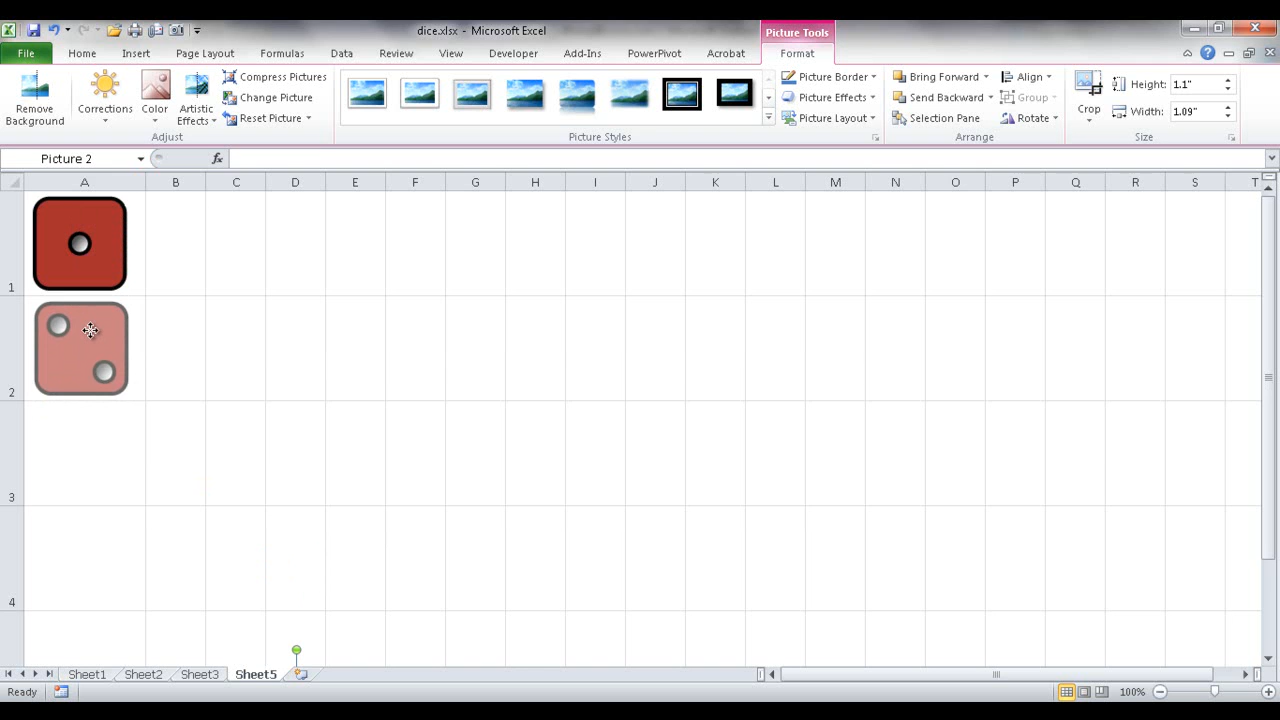 dice.xlsx - Microsoft Excel
Picture Tools
File Home Insert Page Layout Formulas Data Review View Developer Add-Ins PowerPivot Acrobat Format
Remove Background
Corrections
Color
Artistic Effects
Compress Pictures
Change Picture
Reset Picture
Adjust
Picture Styles
Picture Border
Picture Effects
Picture Layout
Bring Forward
Send Backward
Selection Pane
Align
Group
Rotate
Arrange
Crop
Height: 1.1"
Width: 1.09"
Size
Picture 2
fx
A B C D E F G H I J K L M N O P Q R S T
1
2
3
4
Sheet1 Sheet2 Sheet3 Sheet5
Ready
100%